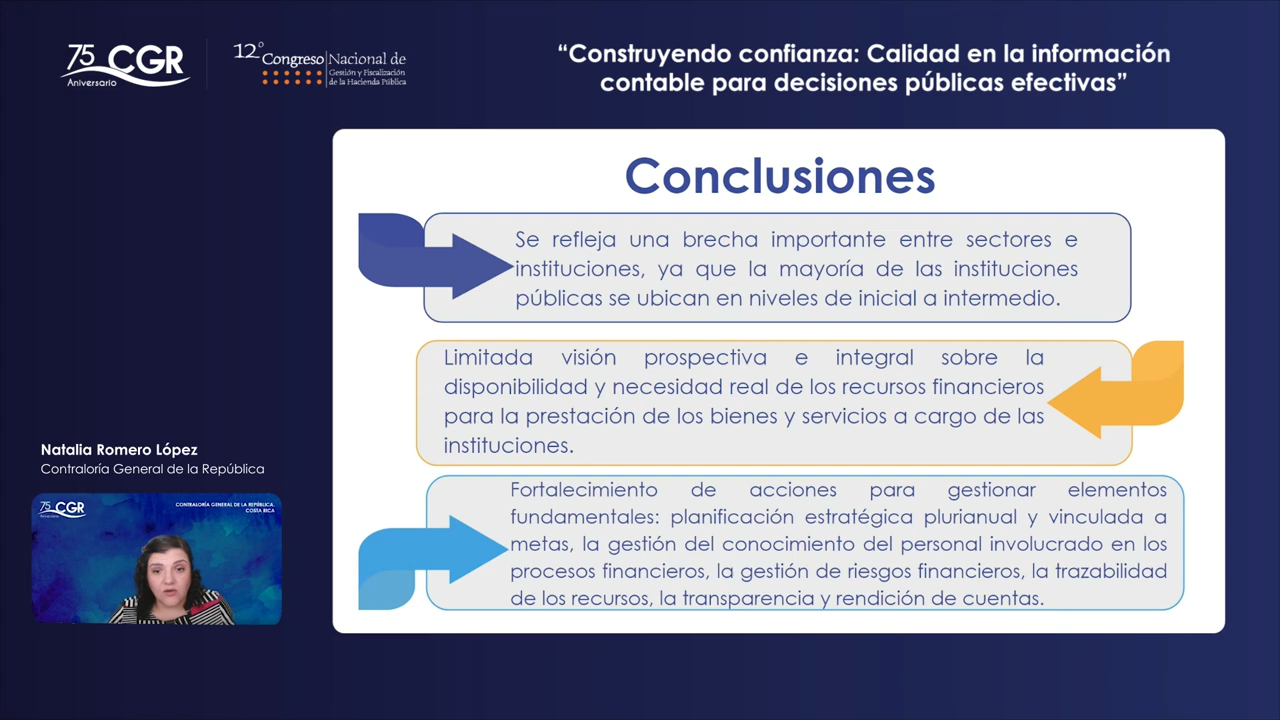 75 CGR
Aniversario
12° Congreso Nacional de
Gestión y Fiscalización
de la Hacienda Pública
“Construyendo confianza: Calidad en la información
contable para decisiones públicas efectivas”
Conclusiones
Se refleja una brecha importante entre sectores e
instituciones, ya que la mayoría de las instituciones
públicas se ubican en niveles de inicial a intermedio.
Limitada visión prospectiva e integral sobre la
disponibilidad y necesidad real de los recursos financieros
para la prestación de los bienes y servicios a cargo de las
instituciones.
Fortalecimiento de acciones para gestionar elementos
fundamentales: planificación estratégica plurianual y vinculada a
metas, la gestión del conocimiento del personal involucrado en los
procesos financieros, la gestión de riesgos financieros, la trazabilidad
de los recursos, la transparencia y rendición de cuentas.
Natalia Romero López
Contraloría General de la República
75 CGR
CONTRALORÍA GENERAL DE LA REPÚBLICA,
COSTA RICA